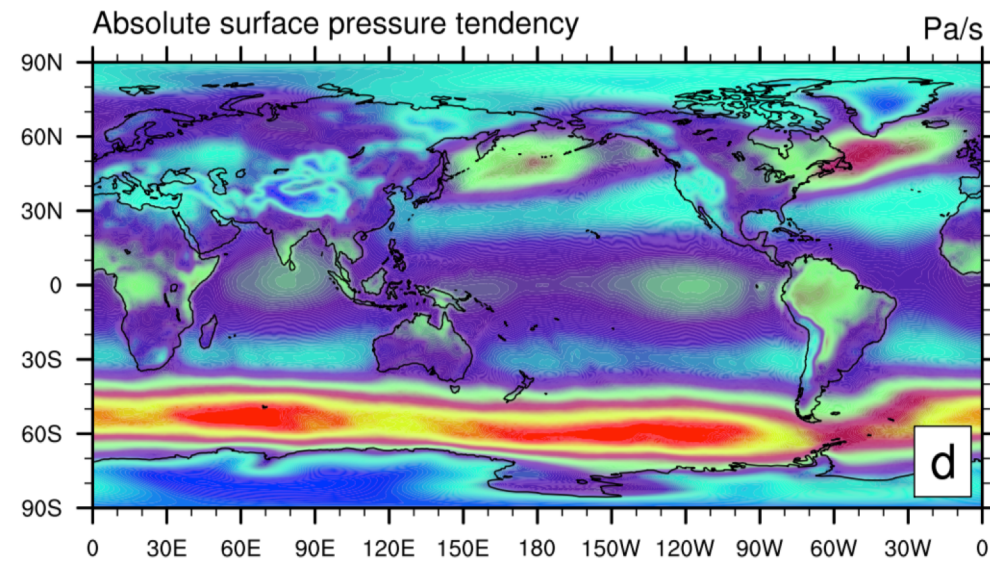 Absolute surface pressure tendency Pa/s
90N
60N
30N
0
30S
60S
90S
d
0 30E 60E 90E 120E 150E 180 150W 120W 90W 60W 30W 0